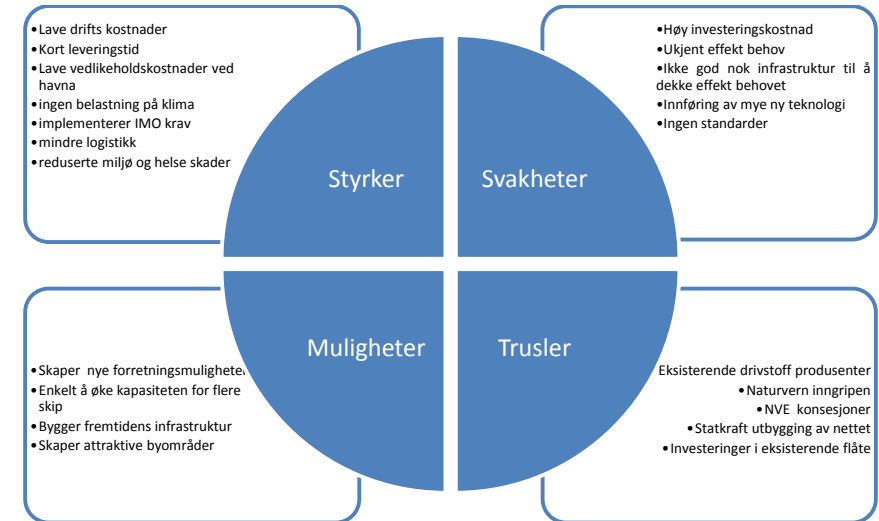 •Lave drifts kostnader
•Kort leveringstid
•Lave vedlikeholdskostnader ved
havna
•ingen belastning på klima
•implementerer IMO krav
•mindre logistikk
•reduserte miljø og helse skader
•Høy investeringskostnad
•Ukjent effekt behov
•Ikke god nok infrastruktur til å
dekke effekt behovet
•Innføring av mye ny teknologi
•Ingen standarder
Styrker
Svakheter
Muligheter
Trusler
•Skaper nye forretningsmuligheter
•Enkelt å øke kapasiteten for flere
skip
•Bygger fremtidens infrastruktur
•Skaper attraktive byområder
Eksisterende drivstoff produsenter
•Naturvern inngripen
•NVE konsesjoner
•Statkraft utbygging av nettet
•Investeringer i eksisterende flåte